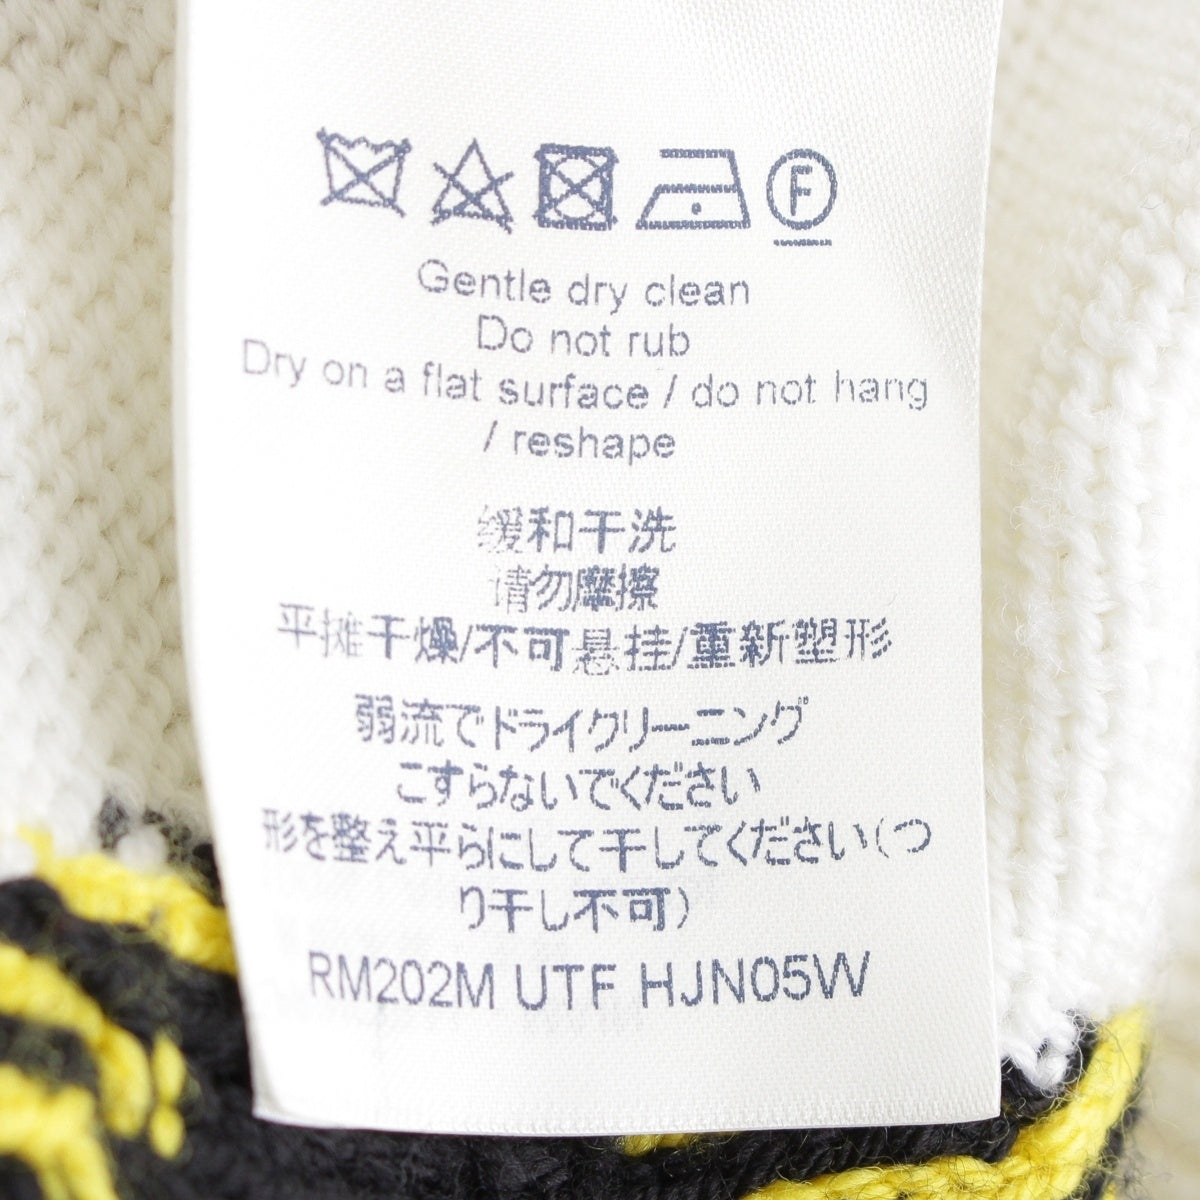 F
Gentle dry clean
Do not rub
Dry on a flat surface / do not hang
/ reshape
缓和干洗
请勿摩擦
平摊干燥/不可悬挂/重新塑形
弱流でドライクリーニング
こすらないでください
形を整え平らにして干してください(つ
り干し不可)
RM202M UTF HJN05W